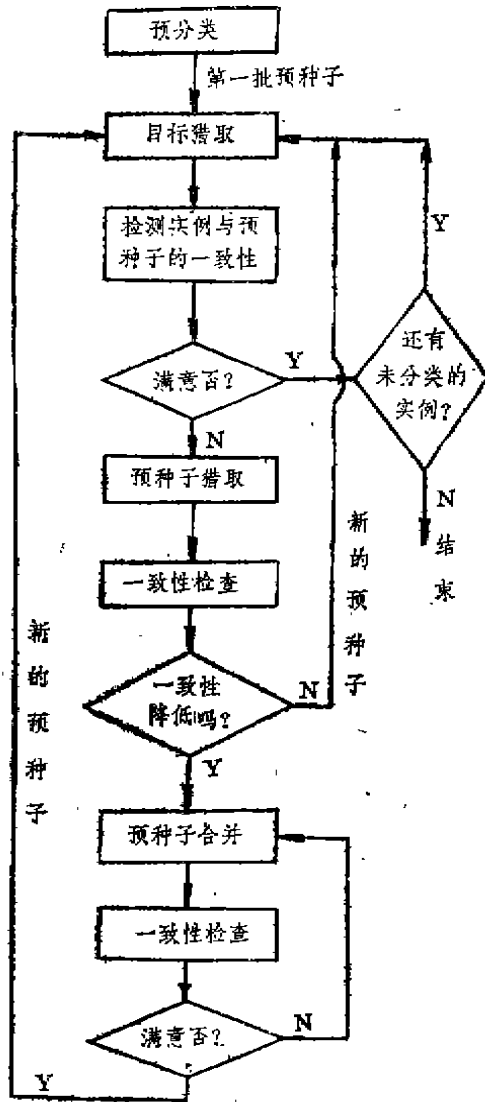 预分类
第一批预种子
目标猎取
检测实例与预
种子的一致性
满意否?
Y
还有
未分类的
实例?
Y
N
结束
N
预种子猎取
一致性检查
一致性
降低吗?
N
新的预种子
Y
预种子合并
一致性检查
满意否?
N
Y
新的预种子